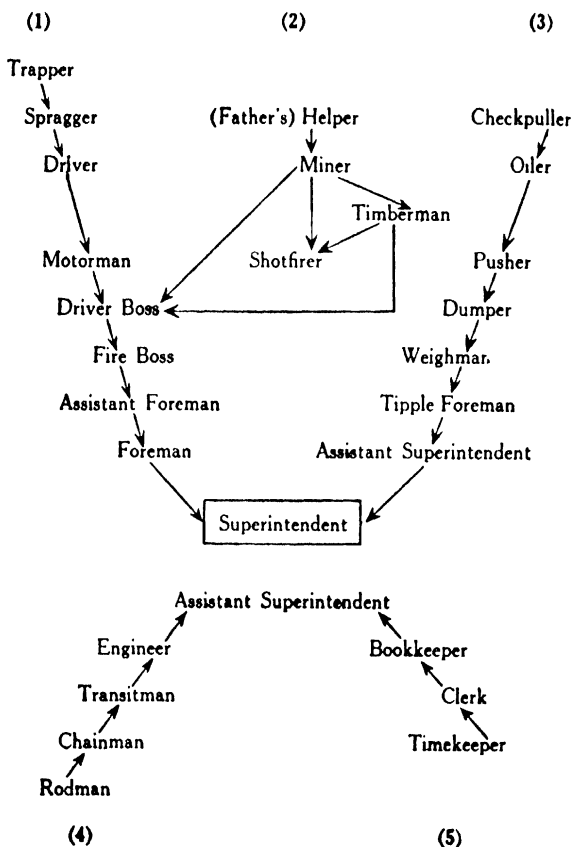 (1) (2) (3)
Trapper
Spragger (Father's) Helper Checkpuller
Driver Miner Oiler
Timberman
Motorman Shotfirer Pusher
Driver Boss Dumper
Fire Boss Weighman
Assistant Foreman Tipple Foreman
Foreman Assistant Superintendent
Superintendent
Assistant Superintendent
Engineer Bookkeeper
Transitman Clerk
Chainman Timekeeper
Rodman
(4) (5)